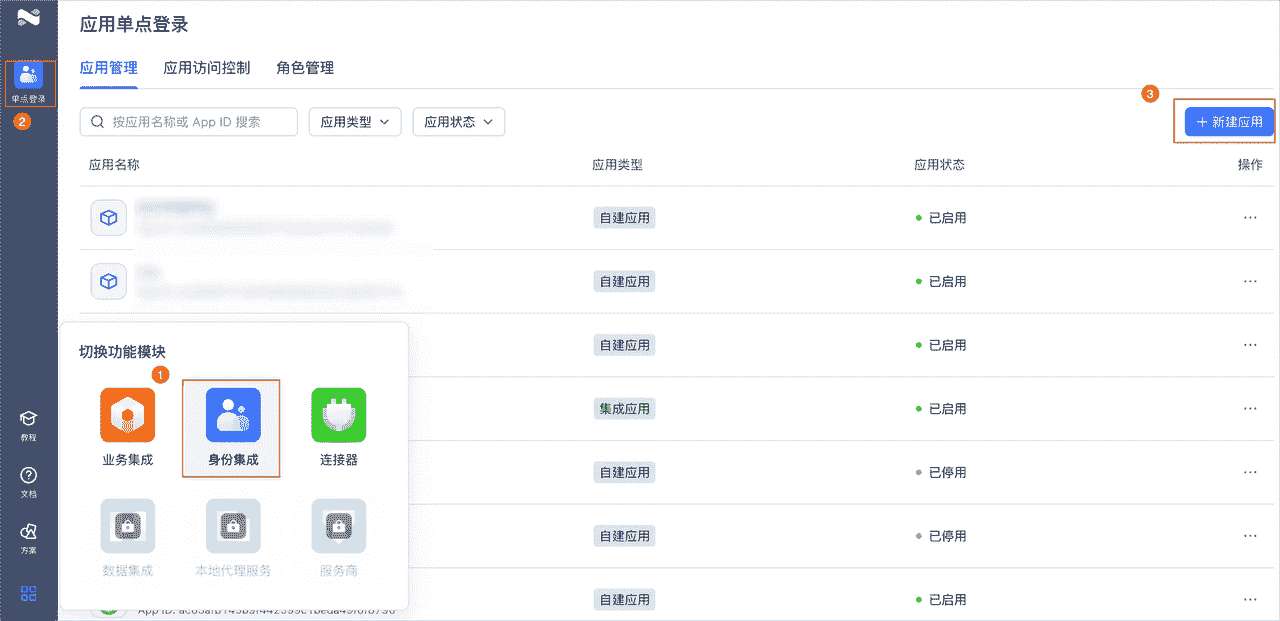 应用单点登录
应用管理 应用访问控制 角色管理
单点登录
2
3
按应用名称或 App ID 搜索 应用类型 应用状态 + 新建应用
应用名称 应用类型 应用状态 操作
自建应用 已启用 ...
自建应用 已启用 ...
自建应用 已启用 ...
集成应用 已启用 ...
自建应用 已停用 ...
自建应用 已停用 ...
自建应用 已启用 ...
切换功能模块
1
业务集成 身份集成 连接器
数据集成 本地代理服务 服务商
App ID:
教程
文档
方案